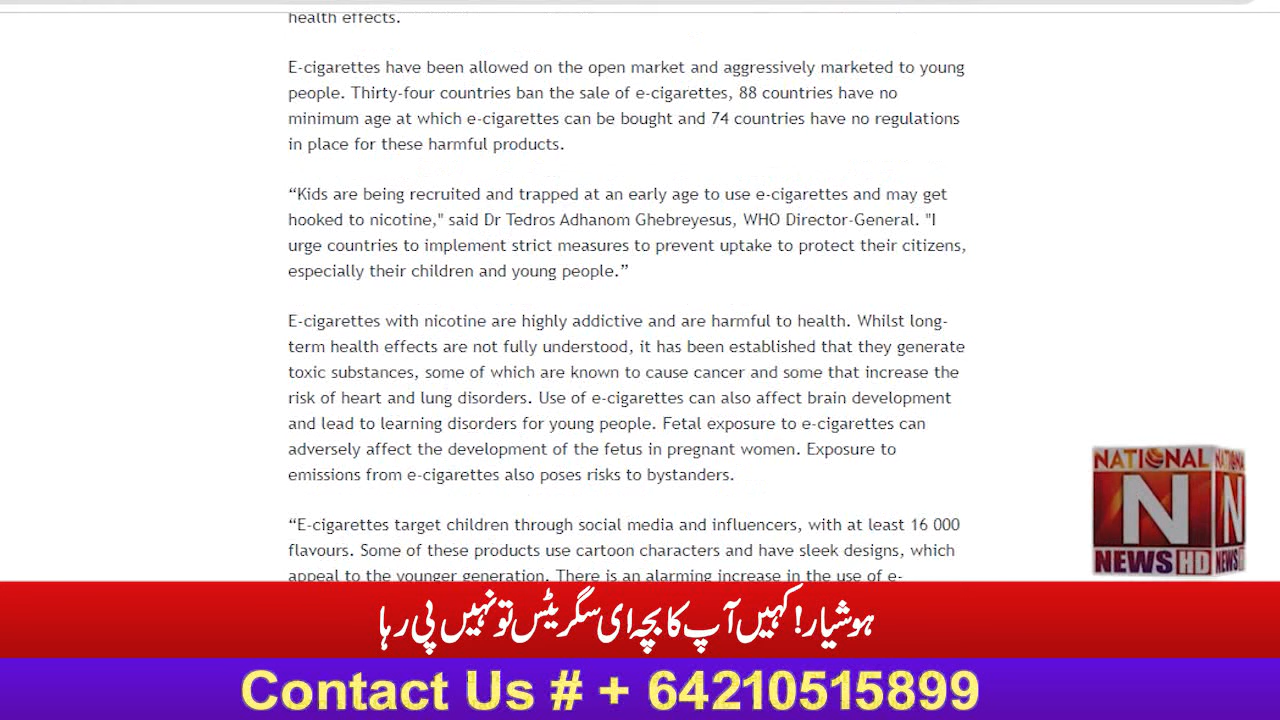 health effects.
E-cigarettes have been allowed on the open market and aggressively marketed to young
people. Thirty-four countries ban the sale of e-cigarettes, 88 countries have no
minimum age at which e-cigarettes can be bought and 74 countries have no regulations
in place for these harmful products.
“Kids are being recruited and trapped at an early age to use e-cigarettes and may get
hooked to nicotine," said Dr Tedros Adhanom Ghebreyesus, WHO Director-General. "I
urge countries to implement strict measures to prevent uptake to protect their citizens,
especially their children and young people.”
E-cigarettes with nicotine are highly addictive and are harmful to health. Whilst long-
term health effects are not fully understood, it has been established that they generate
toxic substances, some of which are known to cause cancer and some that increase the
risk of heart and lung disorders. Use of e-cigarettes can also affect brain development
and lead to learning disorders for young people. Fetal exposure to e-cigarettes can
adversely affect the development of the fetus in pregnant women. Exposure to
emissions from e-cigarettes also poses risks to bystanders.
“E-cigarettes target children through social media and influencers, with at least 16 000
flavours. Some of these products use cartoon characters and have sleek designs, which
appeal to the younger generation. There is an alarming increase in the use of e-
NATIONAL
N
NEWS HD
ہوشیار! کہیں آپ کا بچہ ای سگریٹس تو نہیں پی رہا
Contact Us # + 64210515899